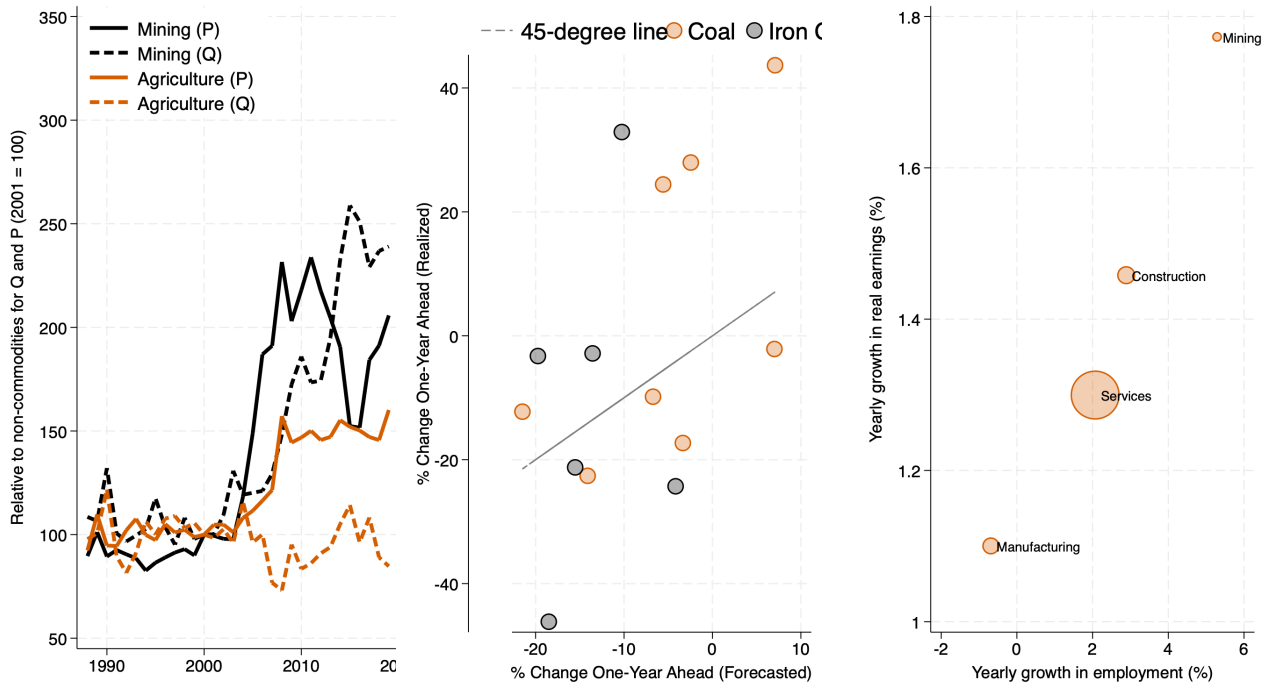 350
300
250
200
150
100
50
Relative to non-commodities for Q and P (2001 = 100)
Mining (P)
Mining (Q)
Agriculture (P)
Agriculture (Q)
1990
2000
2010
20
45-degree line
Coal
Iron
40
20
0
-20
-40
% Change One-Year Ahead (Realized)
-20
-10
0
10
% Change One-Year Ahead (Forecasted)
1.8
1.6
1.4
1.2
1
Yearly growth in real earnings (%)
Mining
Construction
Services
Manufacturing
-2
0
2
4
6
Yearly growth in employment (%)